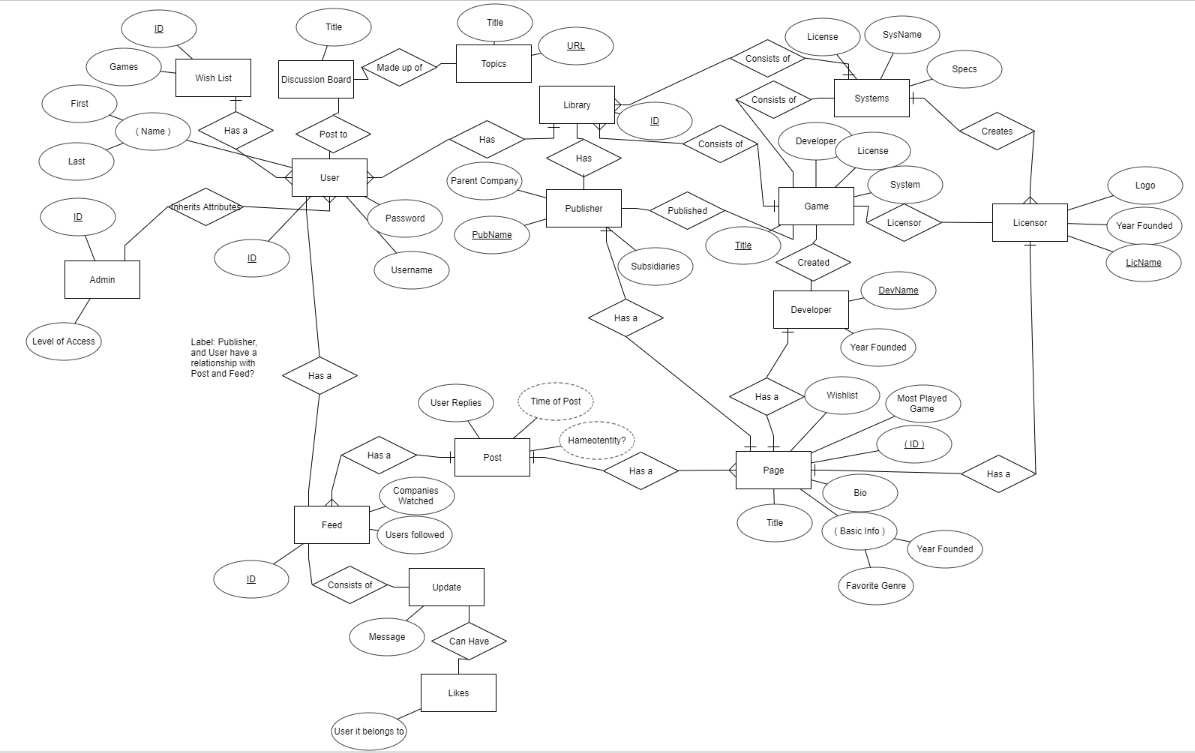 ID
Title
Title
License
SysName
URL
Games
Wish List
Discussion Board
Made up of
Topics
Consists of
Specs
First
Library
Consists of
Systems
ID
( Name )
Has a
Post to
Has
Creates
Developer
Consists of
License
Last
Has
User
Parent Company
System
Logo
Inherits Attributes
Publisher
Published
Game
ID
Password
Licensor
Licensor
Year Founded
PubName
Title
ID
Username
Subsidiaries
Created
LicName
Admin
DevName
Developer
Has a
Level of Access
Year Founded
Label: Publisher,
and User have a
relationship with
Post and Feed?
Has a
Has a
Wishlist
Most Played
Game
User Replies
Time of Post
Hameotentity?
( ID )
Has a
Post
Has a
Page
Has a
Companies
Watched
Bio
Feed
Users followed
Title
( Basic Info )
Year Founded
ID
Consists of
Update
Favorite Genre
Message
Can Have
Likes
User it belongs to